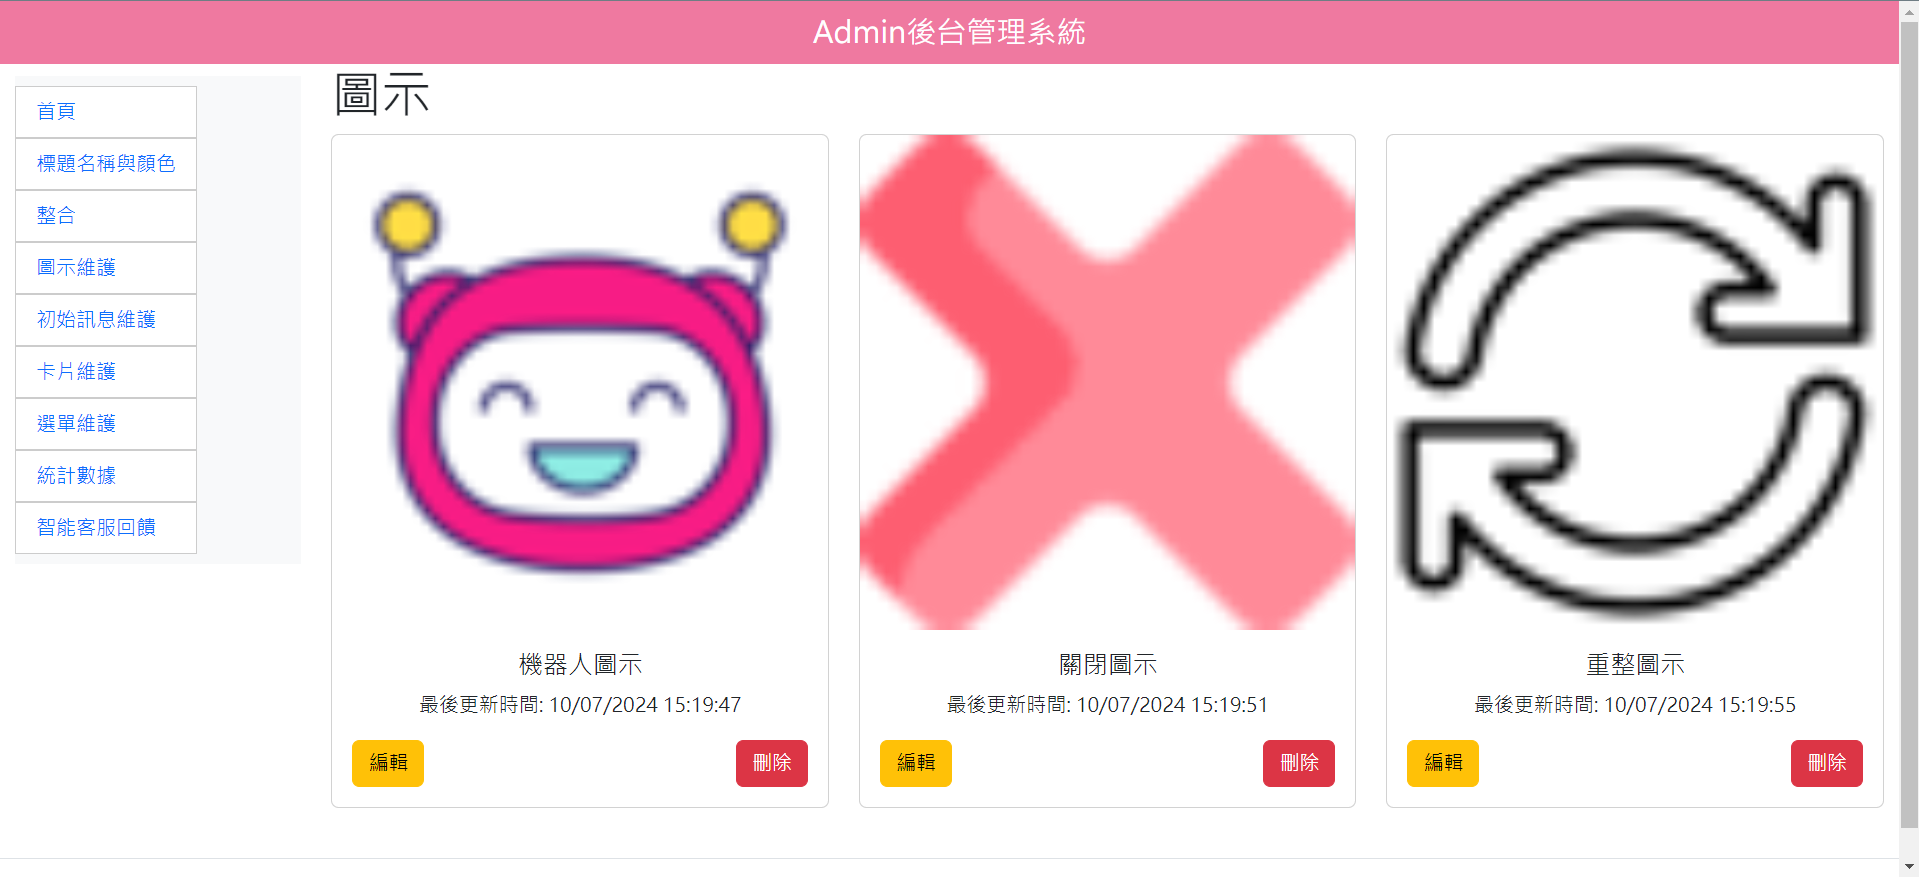 Admin後台管理系統
首頁
標題名稱與顏色
整合
圖示維護
初始訊息維護
卡片維護
選單維護
統計數據
智能客服回饋
圖示
機器人圖示
最後更新時間: 10/07/2024 15:19:47
編輯
刪除
關閉圖示
最後更新時間: 10/07/2024 15:19:51
編輯
刪除
重整圖示
最後更新時間: 10/07/2024 15:19:55
編輯
刪除